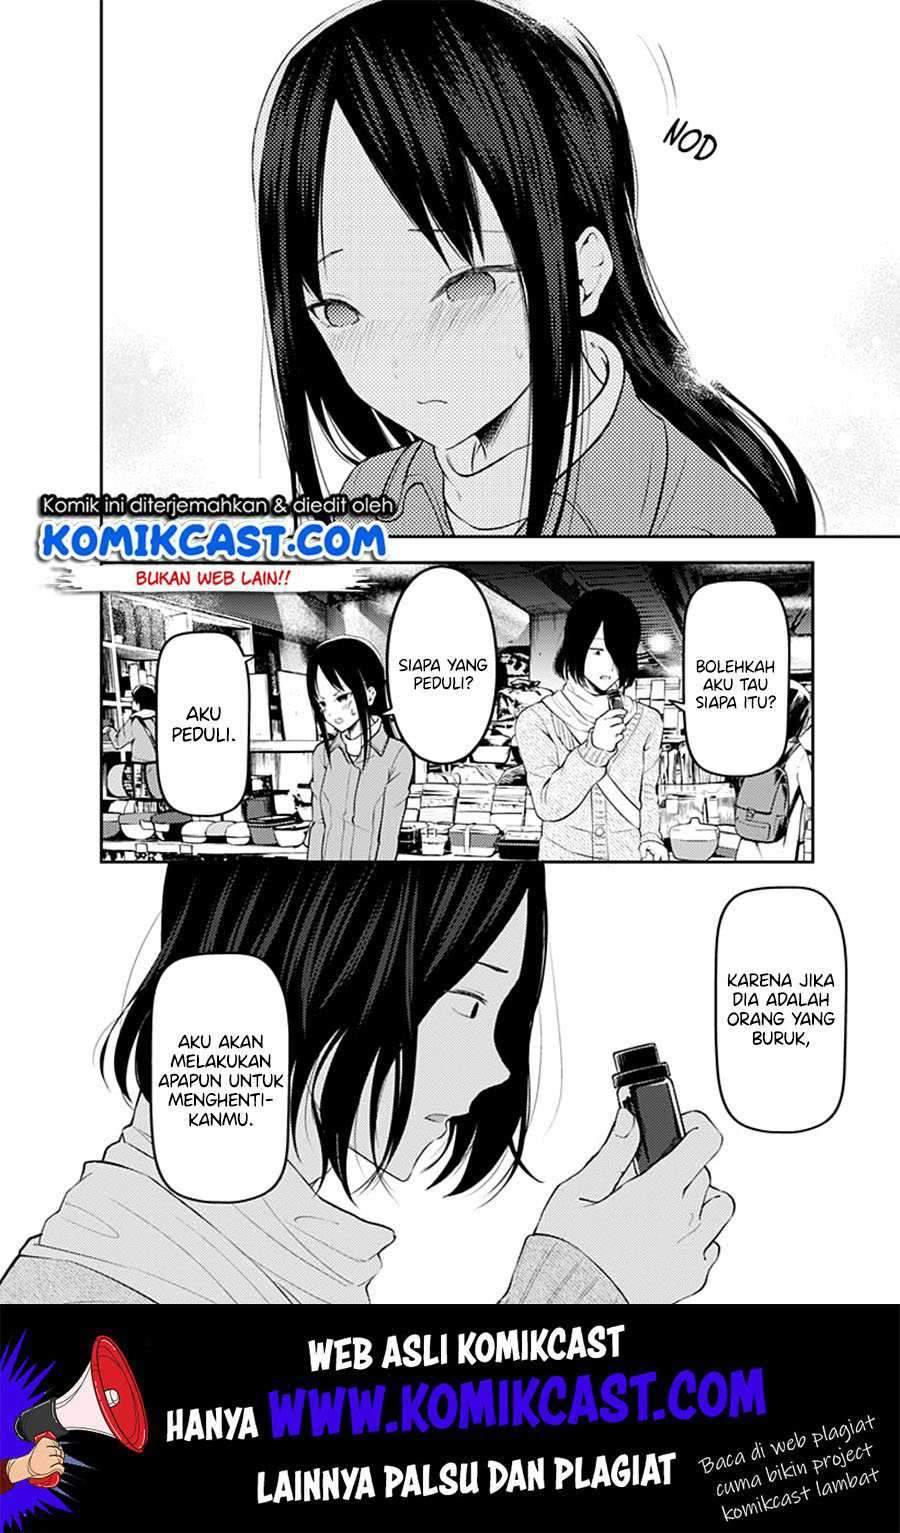 NOD
Komik ini diterjemahkan & diedit oleh
KOMIKCAST.COM
BUKAN WEB LAIN!!
BOLEHKAH
AKU TAU
SIAPA ITU?
SIAPA YANG
PEDULI?
AKU
PEDULI.
KARENA JIKA
DIA ADALAH
ORANG YANG
BURUK,
AKU AKAN
MELAKUKAN
APAPUN UNTUK
MENGHENTI-
KANMU.
WEB ASLI KOMIKCAST
HANYA WWW.KOMIKCAST.COM
LAINNYA PALSU DAN PLAGIAT
Baca di web plagiat
cuma bikin project
komikcast lambat